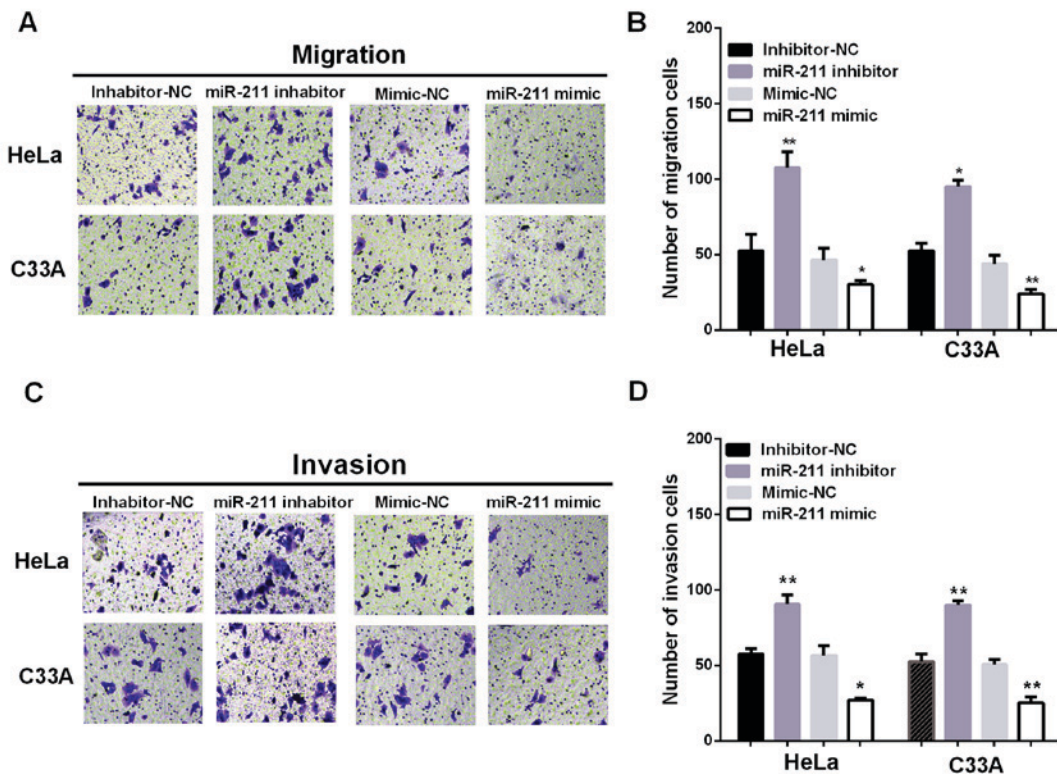 A
Migration
Inhabitor-NC miR-211 inhabitor Mimic-NC miR-211 mimic
HeLa
C33A
B
200
150
100
50
0
Number of migration cells
Inhibitor-NC
miR-211 inhibitor
Mimic-NC
miR-211 mimic
** * * **
HeLa C33A
C
Invasion
Inhabitor-NC miR-211 inhabitor Mimic-NC miR-211 mimic
HeLa
C33A
D
200
150
100
50
0
Number of invasion cells
Inhibitor-NC
miR-211 inhibitor
Mimic-NC
miR-211 mimic
** * ** **
HeLa C33A